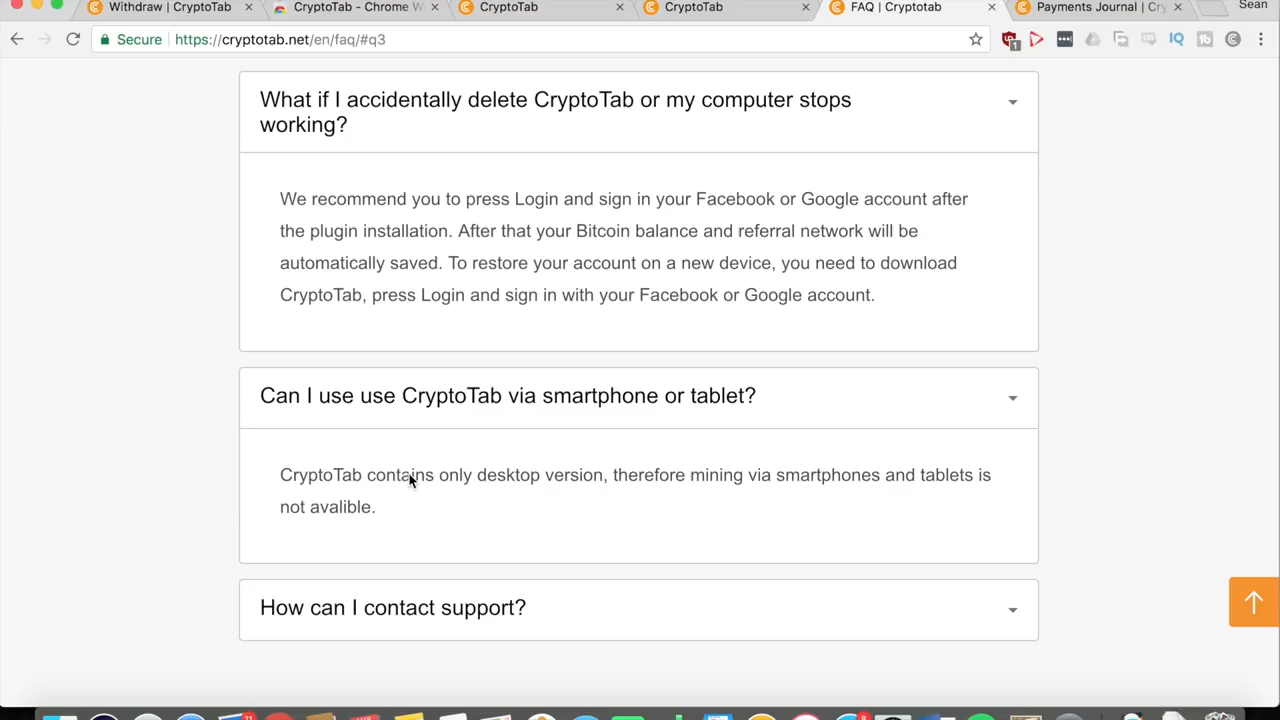 Withdraw | CryptoTab
CryptoTab - Chrome W
CryptoTab
CryptoTab
FAQ | Cryptotab
Payments Journal | Cry
Sean
Secure
https://cryptotab.net/en/faq/#q3
1
IQ
tb
What if I accidentally delete CryptoTab or my computer stops
working?
We recommend you to press Login and sign in your Facebook or Google account after
the plugin installation. After that your Bitcoin balance and referral network will be
automatically saved. To restore your account on a new device, you need to download
CryptoTab, press Login and sign in with your Facebook or Google account.
Can I use use CryptoTab via smartphone or tablet?
CryptoTab contains only desktop version, therefore mining via smartphones and tablets is
not avalible.
How can I contact support?